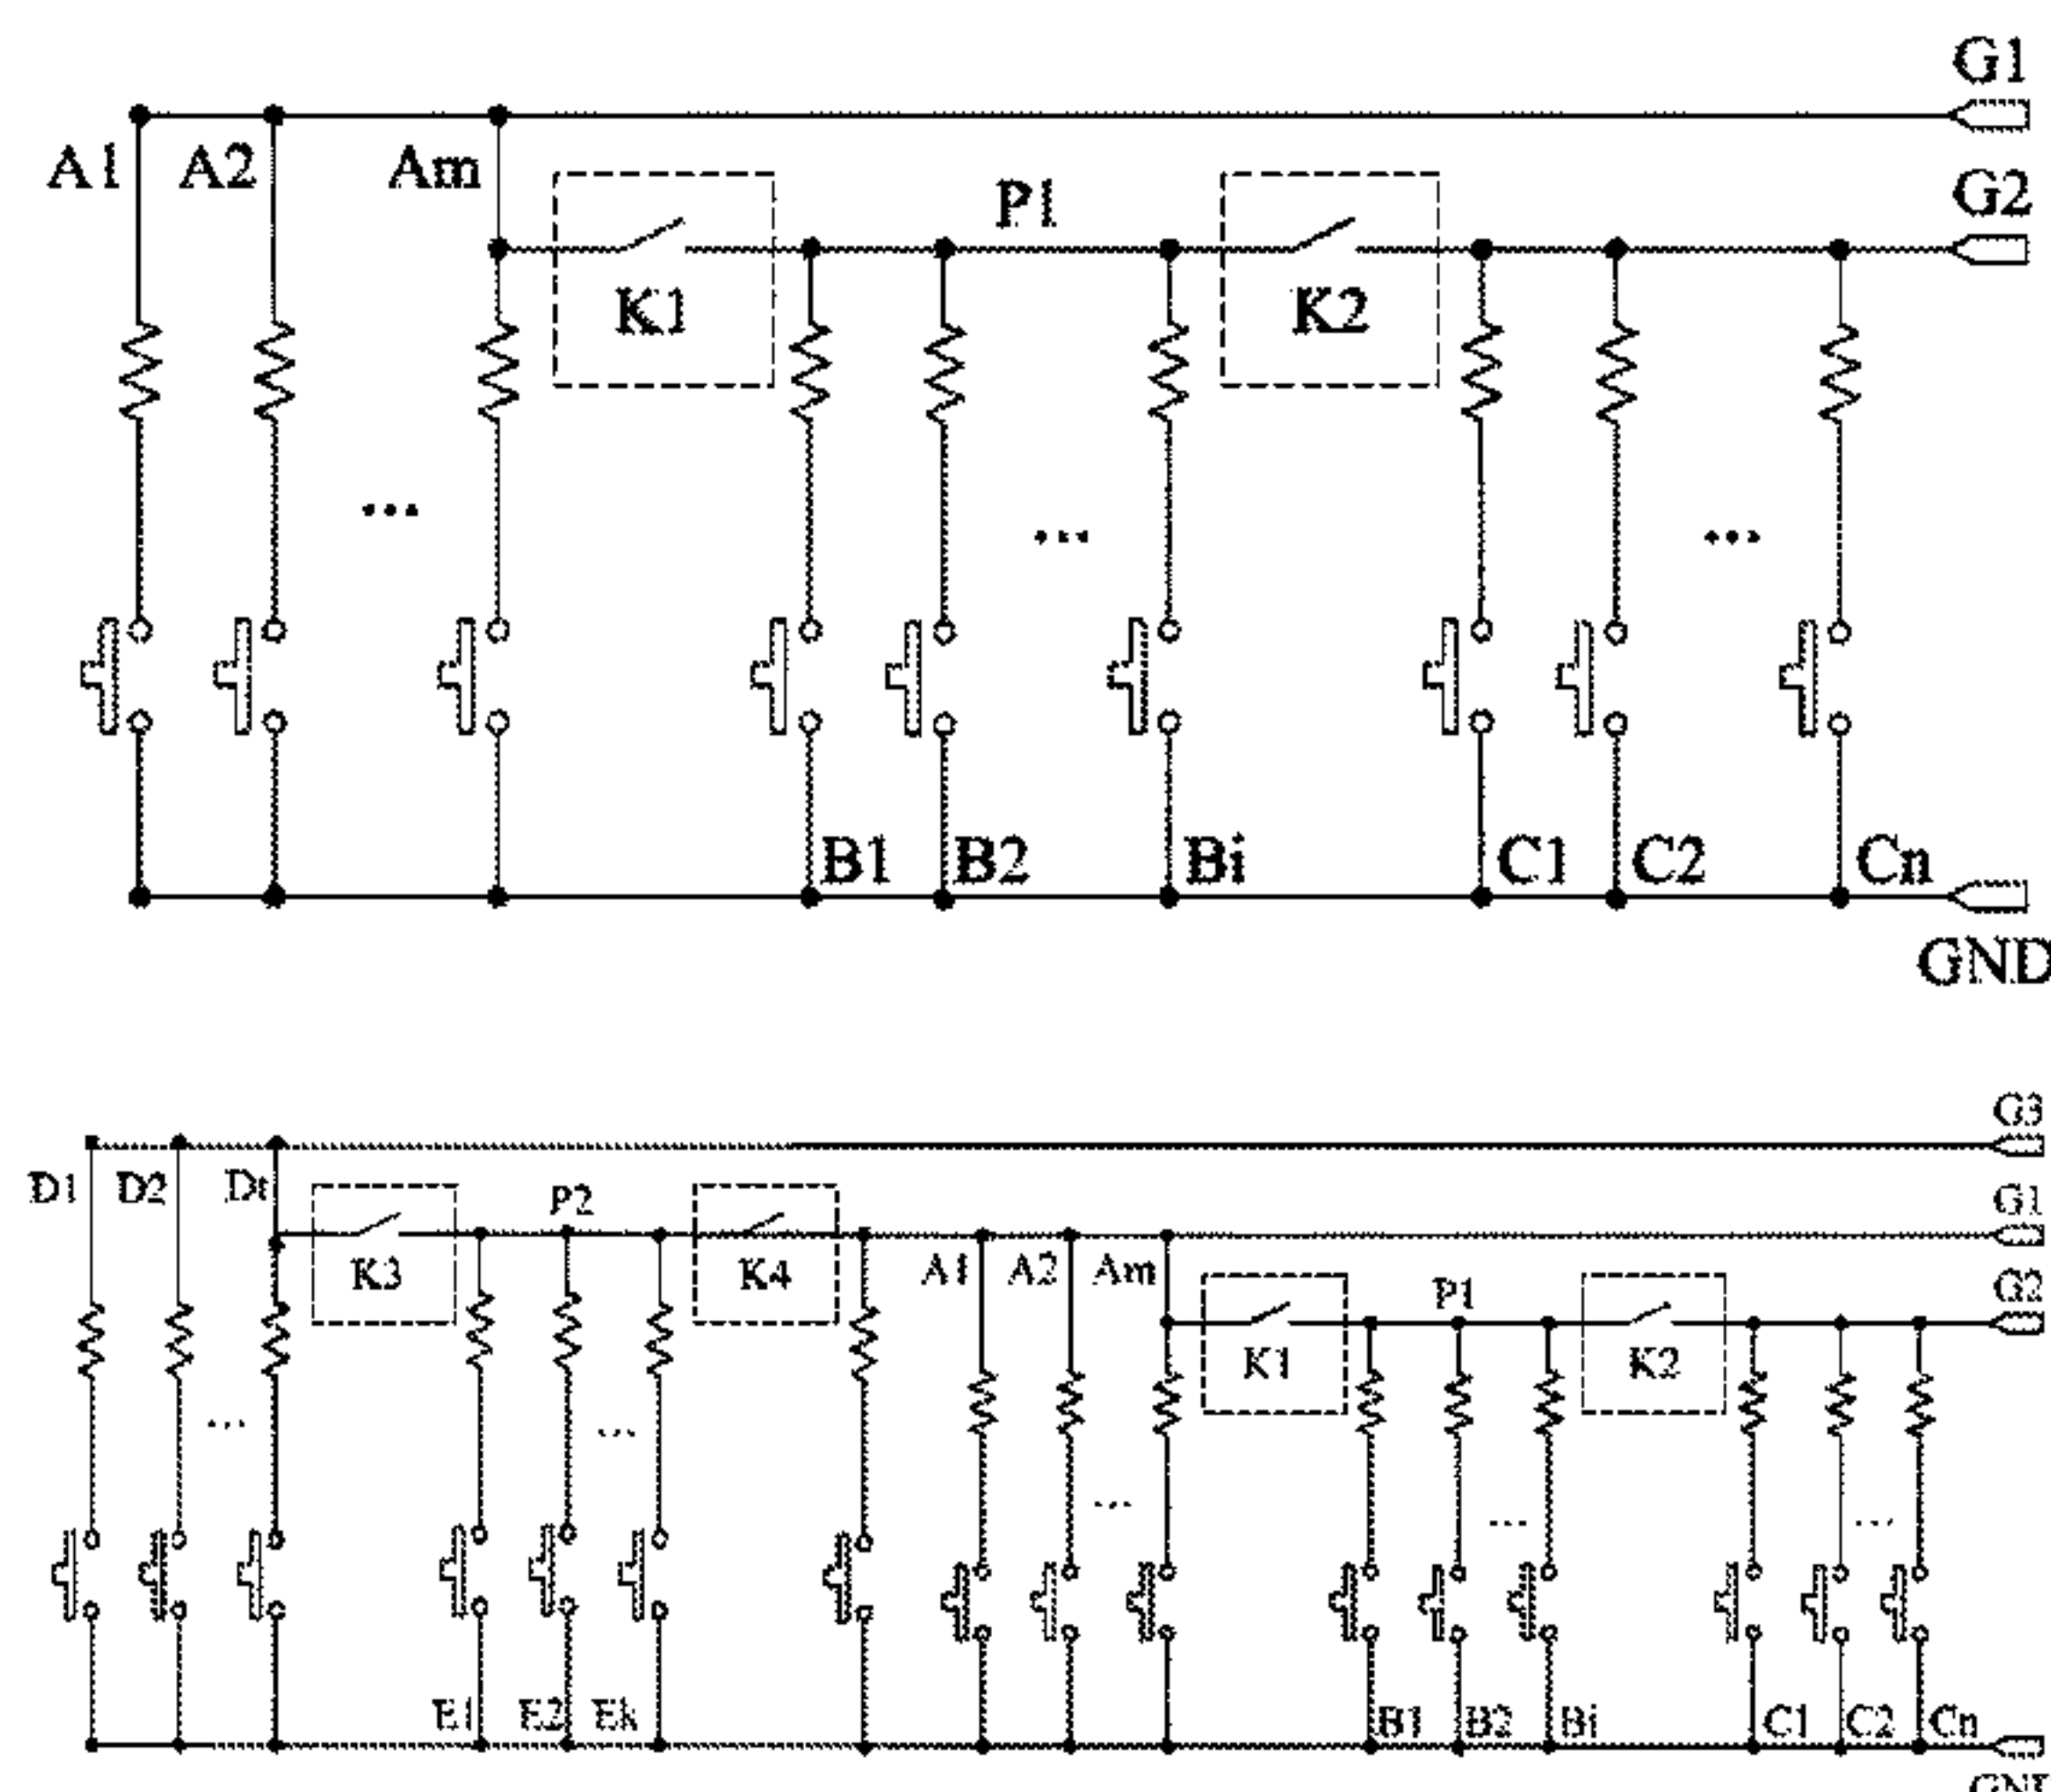 G1
A1 A2 Am P1 G2
K1 K2
... ... ...
B1 B2 Bi C1 C2 Cn
GND
G3
D1 D2 Dt P2 G1
K3 K4 A1 A2 Am P1 G2
K1 K2
... ... ... ... ...
E1 E2 Ek B1 B2 Bi C1 C2 Cn